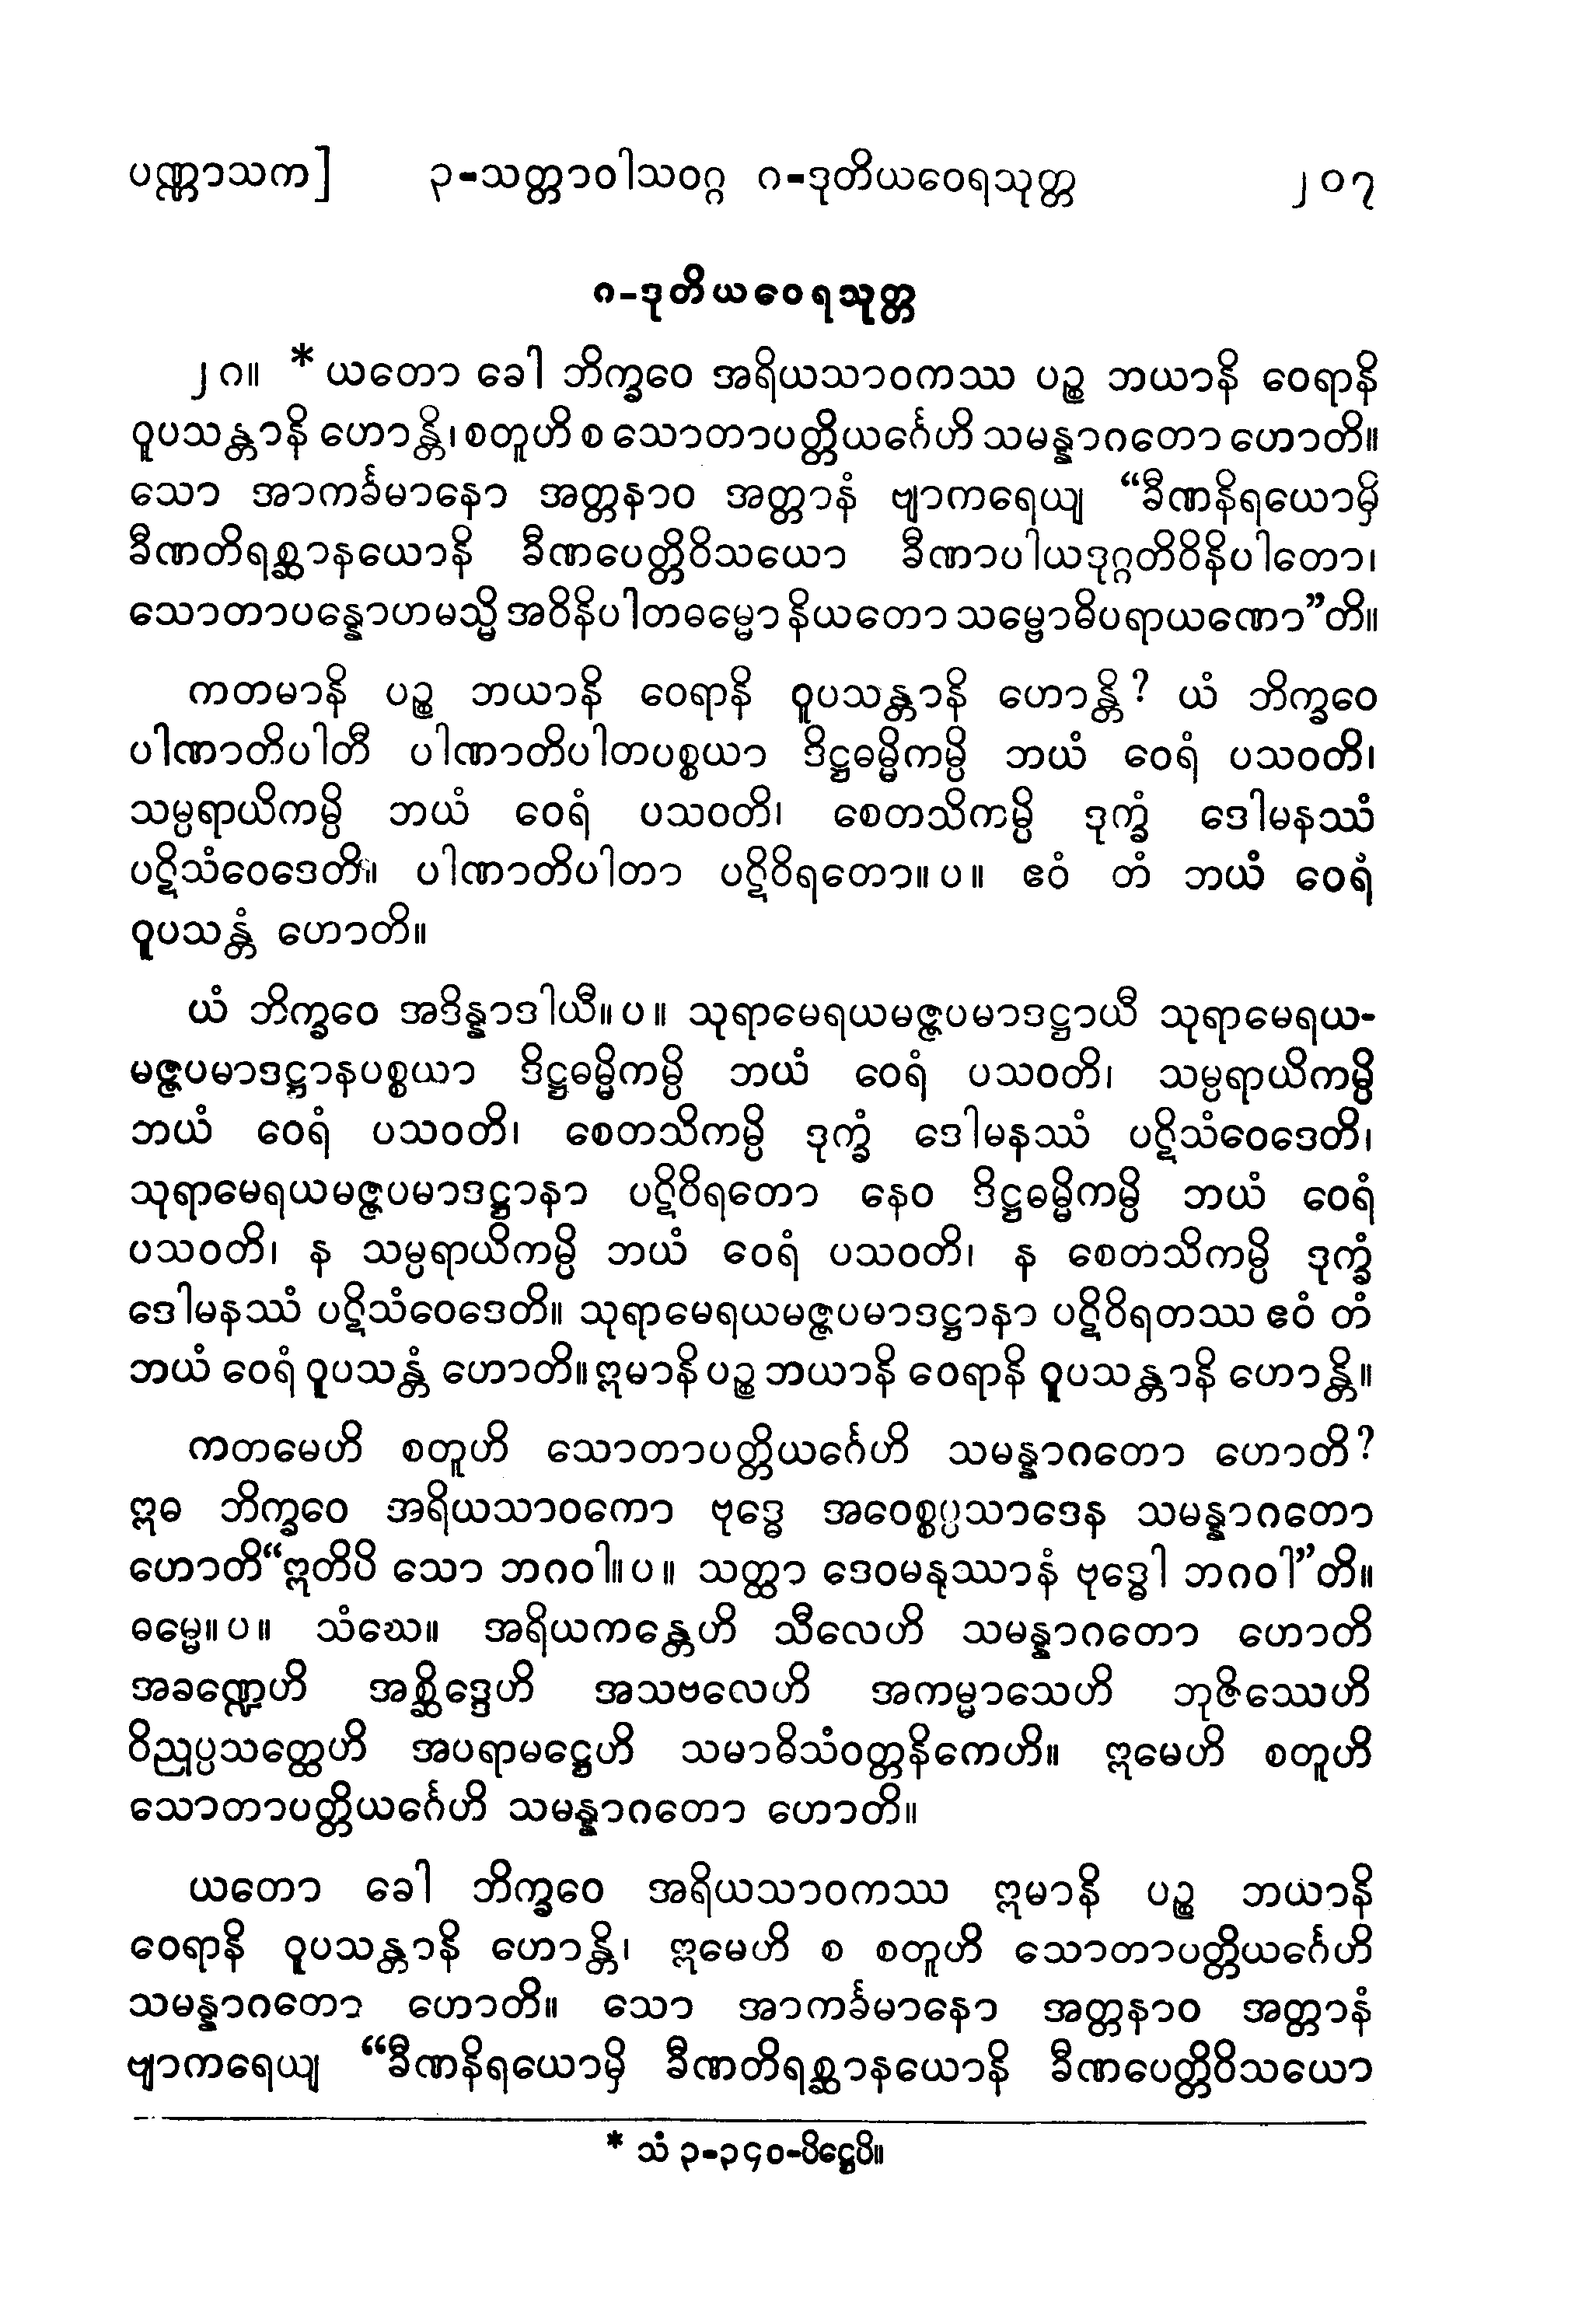 ပဏ္ဏာသက] ၃-သတ္တာဝါသဝဂ္ဂ ဂ-ဒုတိယဝေရသုတ္တ ၂၀၇
ဂ-ဒုတိယဝေရသုတ္တ
၂ဂ။ * ယတော ခေါ ဘိက္ခဝေ အရိယသာဝကဿ ပဉ္စ ဘယာနိ ဝေရာနိ
ဝူပသန္တာနိ ဟောန္တိ၊ စတူဟိ စ သောတာပတ္တိယင်္ဂေဟိ သမန္နာဂတော ဟောတိ။
သော အာကင်္ခမာနော အတ္တနာဝ အတ္တာနံ ဗျာကရေယျ “ခီဏနိရယောမှိ
ခီဏတိရစ္ဆာနယောနိ ခီဏပေတ္တိဝိသယော ခီဏာပါယဒုဂ္ဂတိဝိနိပါတော၊
သောတာပန္နောဟမသ္မိ အဝိနိပါတဓမ္မော နိယတော သမ္ဗောဓိပရာယဏော”တိ။
ကတမာနိ ပဉ္စ ဘယာနိ ဝေရာနိ ဝူပသန္တာနိ ဟောန္တိ? ယံ ဘိက္ခဝေ
ပါဏာတိပါတီ ပါဏာတိပါတပစ္စယာ ဒိဋ္ဌဓမ္မိကမ္ပိ ဘယံ ဝေရံ ပသဝတိ၊
သမ္ပရာယိကမ္ပိ ဘယံ ဝေရံ ပသဝတိ၊ စေတသိကမ္ပိ ဒုက္ခံ ဒေါမနဿံ
ပဋိသံဝေဒေတိ။ ပါဏာတိပါတာ ပဋိဝိရတော။ပ။ ဧဝံ တံ ဘယံ ဝေရံ
ဝူပသန္တံ ဟောတိ။
ယံ ဘိက္ခဝေ အဒိန္နာဒါယီ။ပ။ သုရာမေရယမဇ္ဇပမာဒဋ္ဌာယီ သုရာမေရယ-
မဇ္ဇပမာဒဋ္ဌာနပစ္စယာ ဒိဋ္ဌဓမ္မိကမ္ပိ ဘယံ ဝေရံ ပသဝတိ၊ သမ္ပရာယိကမ္ပိ
ဘယံ ဝေရံ ပသဝတိ၊ စေတသိကမ္ပိ ဒုက္ခံ ဒေါမနဿံ ပဋိသံဝေဒေတိ၊
သုရာမေရယမဇ္ဇပမာဒဋ္ဌာနာ ပဋိဝိရတော နေဝ ဒိဋ္ဌဓမ္မိကမ္ပိ ဘယံ ဝေရံ
ပသဝတိ၊ န သမ္ပရာယိကမ္ပိ ဘယံ ဝေရံ ပသဝတိ၊ န စေတသိကမ္ပိ ဒုက္ခံ
ဒေါမနဿံ ပဋိသံဝေဒေတိ။ သုရာမေရယမဇ္ဇပမာဒဋ္ဌာနာ ပဋိဝိရတဿ ဧဝံ တံ
ဘယံ ဝေရံ ဝူပသန္တံ ဟောတိ။ ဣမာနိ ပဉ္စ ဘယာနိ ဝေရာနိ ဝူပသန္တာနိ ဟောန္တိ။
ကတမေဟိ စတူဟိ သောတာပတ္တိယင်္ဂေဟိ သမန္နာဂတော ဟောတိ?
ဣဓ ဘိက္ခဝေ အရိယသာဝကော ဗုဒ္ဓေ အဝေစ္စပ္ပသာဒေန သမန္နာဂတော
ဟောတိ“ဣတိပိ သော ဘဂဝါ။ပ။ သတ္ထာ ဒေဝမနုဿာနံ ဗုဒ္ဓေါ ဘဂဝါ”တိ။
ဓမ္မေ။ပ။ သံဃေ။ အရိယကန္တေဟိ သီလေဟိ သမန္နာဂတော ဟောတိ
အခဏ္ဍေဟိ အစ္ဆိဒ္ဒေဟိ အသဗလေဟိ အကမ္မာသေဟိ ဘုဇိဿေဟိ
ဝိညုပ္ပသတ္ထေဟိ အပရာမဋ္ဌေဟိ သမာဓိသံဝတ္တနိကေဟိ။ ဣမေဟိ စတူဟိ
သောတာပတ္တိယင်္ဂေဟိ သမန္နာဂတော ဟောတိ။
ယတော ခေါ ဘိက္ခဝေ အရိယသာဝကဿ ဣမာနိ ပဉ္စ ဘယာနိ
ဝေရာနိ ဝူပသန္တာနိ ဟောန္တိ၊ ဣမေဟိ စ စတူဟိ သောတာပတ္တိယင်္ဂေဟိ
သမန္နာဂတော ဟောတိ။ သော အာကင်္ခမာနော အတ္တနာဝ အတ္တာနံ
ဗျာကရေယျ “ခီဏနိရယောမှိ ခီဏတိရစ္ဆာနယောနိ ခီဏပေတ္တိဝိသယော
* သံ ၃-၃၄၀-ပိဋ္ဌေပိ။